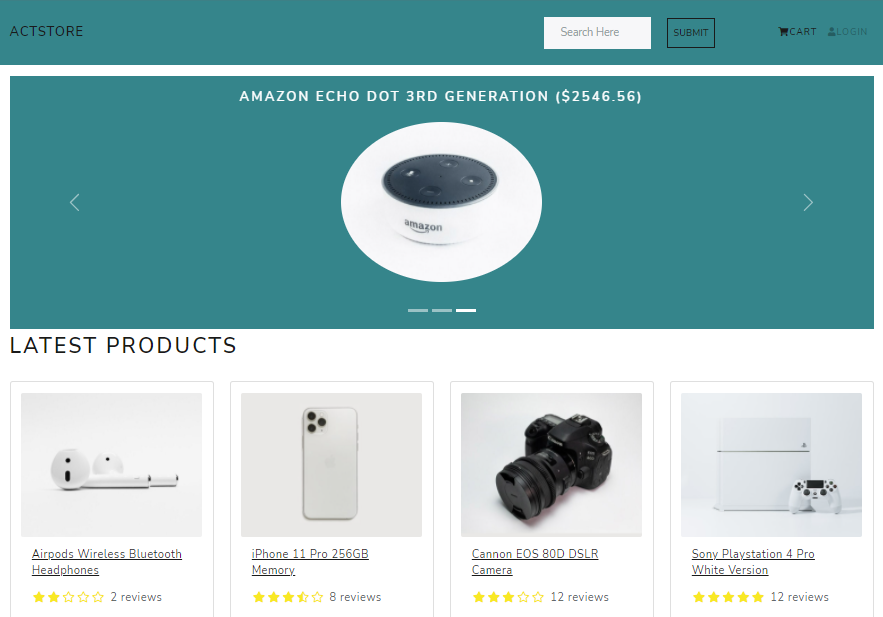 ACTSTORE
Search Here
SUBMIT
CART
LOGIN
AMAZON ECHO DOT 3RD GENERATION ($2546.56)
amazon
LATEST PRODUCTS
Airpods Wireless Bluetooth
Headphones
2 reviews
iPhone 11 Pro 256GB
Memory
8 reviews
Cannon EOS 80D DSLR
Camera
12 reviews
Sony Playstation 4 Pro
White Version
12 reviews